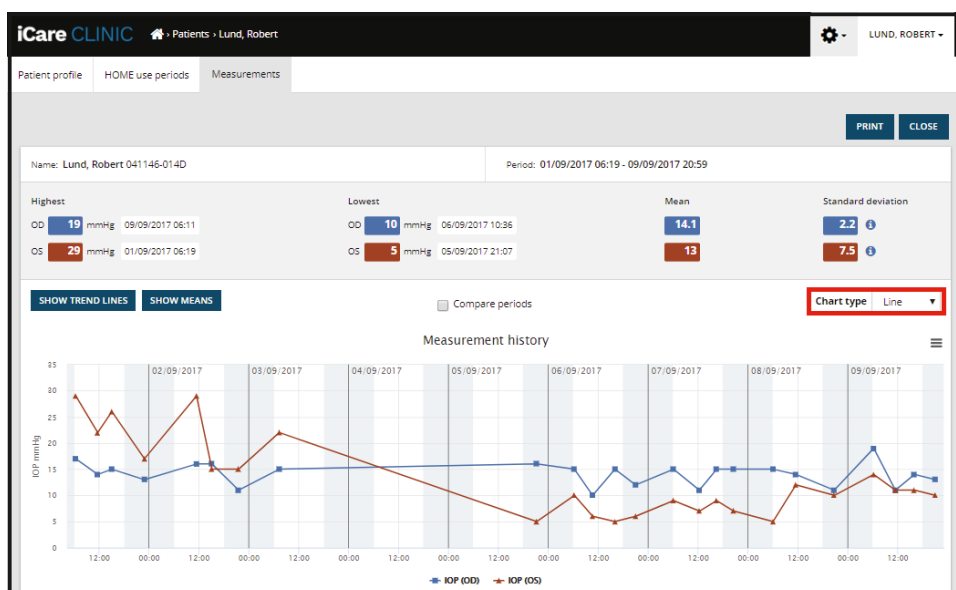 iCare CLINIC › Patients › Lund, Robert LUND, ROBERT
Patient profile HOME use periods Measurements
PRINT CLOSE
Name: Lund, Robert 041146-014D Period: 01/09/2017 06:19 - 09/09/2017 20:59
Highest Lowest Mean Standard deviation
OD 19 mmHg 09/09/2017 06:11 OD 10 mmHg 06/09/2017 10:36 14.1 2.2 i
OS 29 mmHg 01/09/2017 06:19 OS 5 mmHg 05/09/2017 21:07 13 7.5 i
SHOW TREND LINES SHOW MEANS Compare periods Chart type Line
Measurement history
35 02/09/2017 03/09/2017 04/09/2017 05/09/2017 06/09/2017 07/09/2017 08/09/2017 09/09/2017
30
25
20
15
10
5
0
IOP mmHg
12:00 00:00 12:00 00:00 12:00 00:00 12:00 00:00 12:00 00:00 12:00 00:00 12:00 00:00 12:00 00:00 12:00
IOP (OD) IOP (OS)